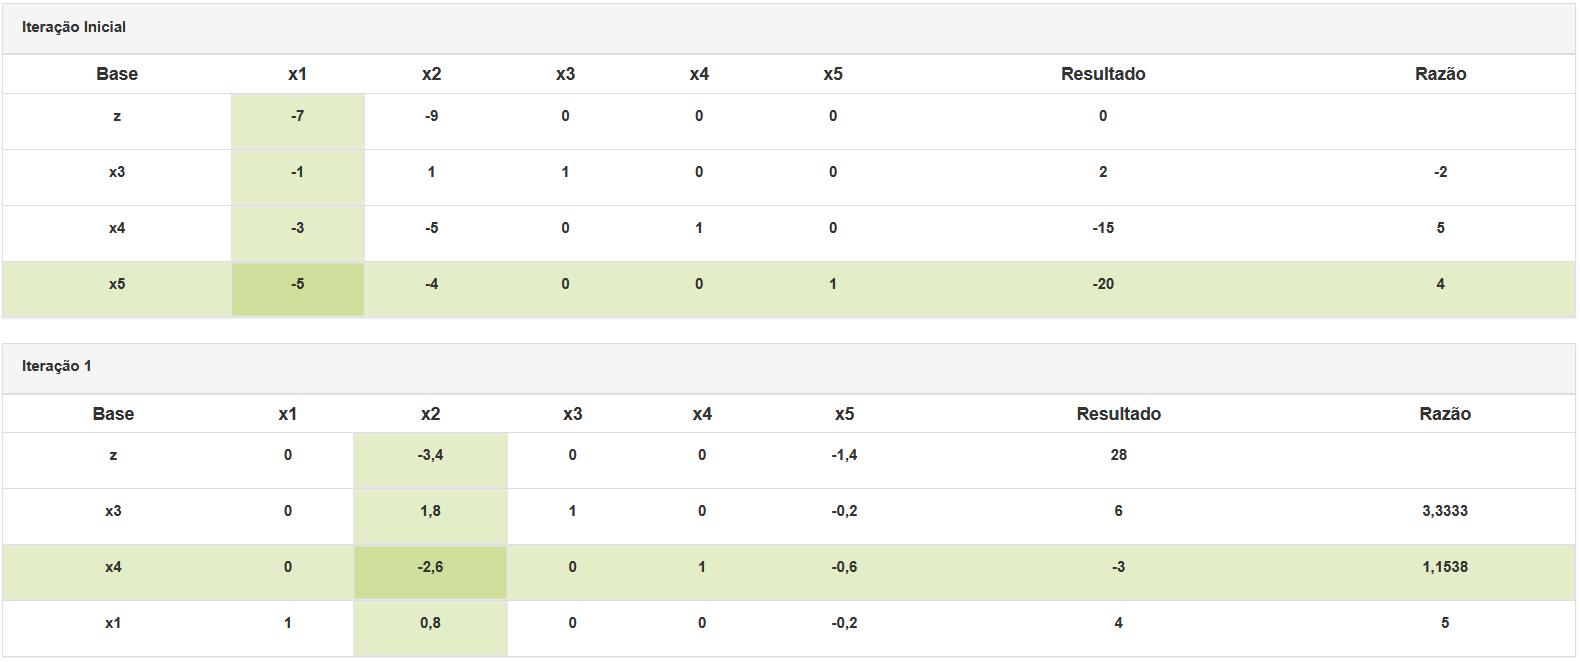 Iteração Inicial
Base x1 x2 x3 x4 x5 Resultado Razão
z -7 -9 0 0 0 0
x3 -1 1 1 0 0 2 -2
x4 -3 -5 0 1 0 -15 5
x5 -5 -4 0 0 1 -20 4
Iteração 1
Base x1 x2 x3 x4 x5 Resultado Razão
z 0 -3,4 0 0 -1,4 28
x3 0 1,8 1 0 -0,2 6 3,3333
x4 0 -2,6 0 1 -0,6 -3 1,1538
x1 1 0,8 0 0 -0,2 4 5